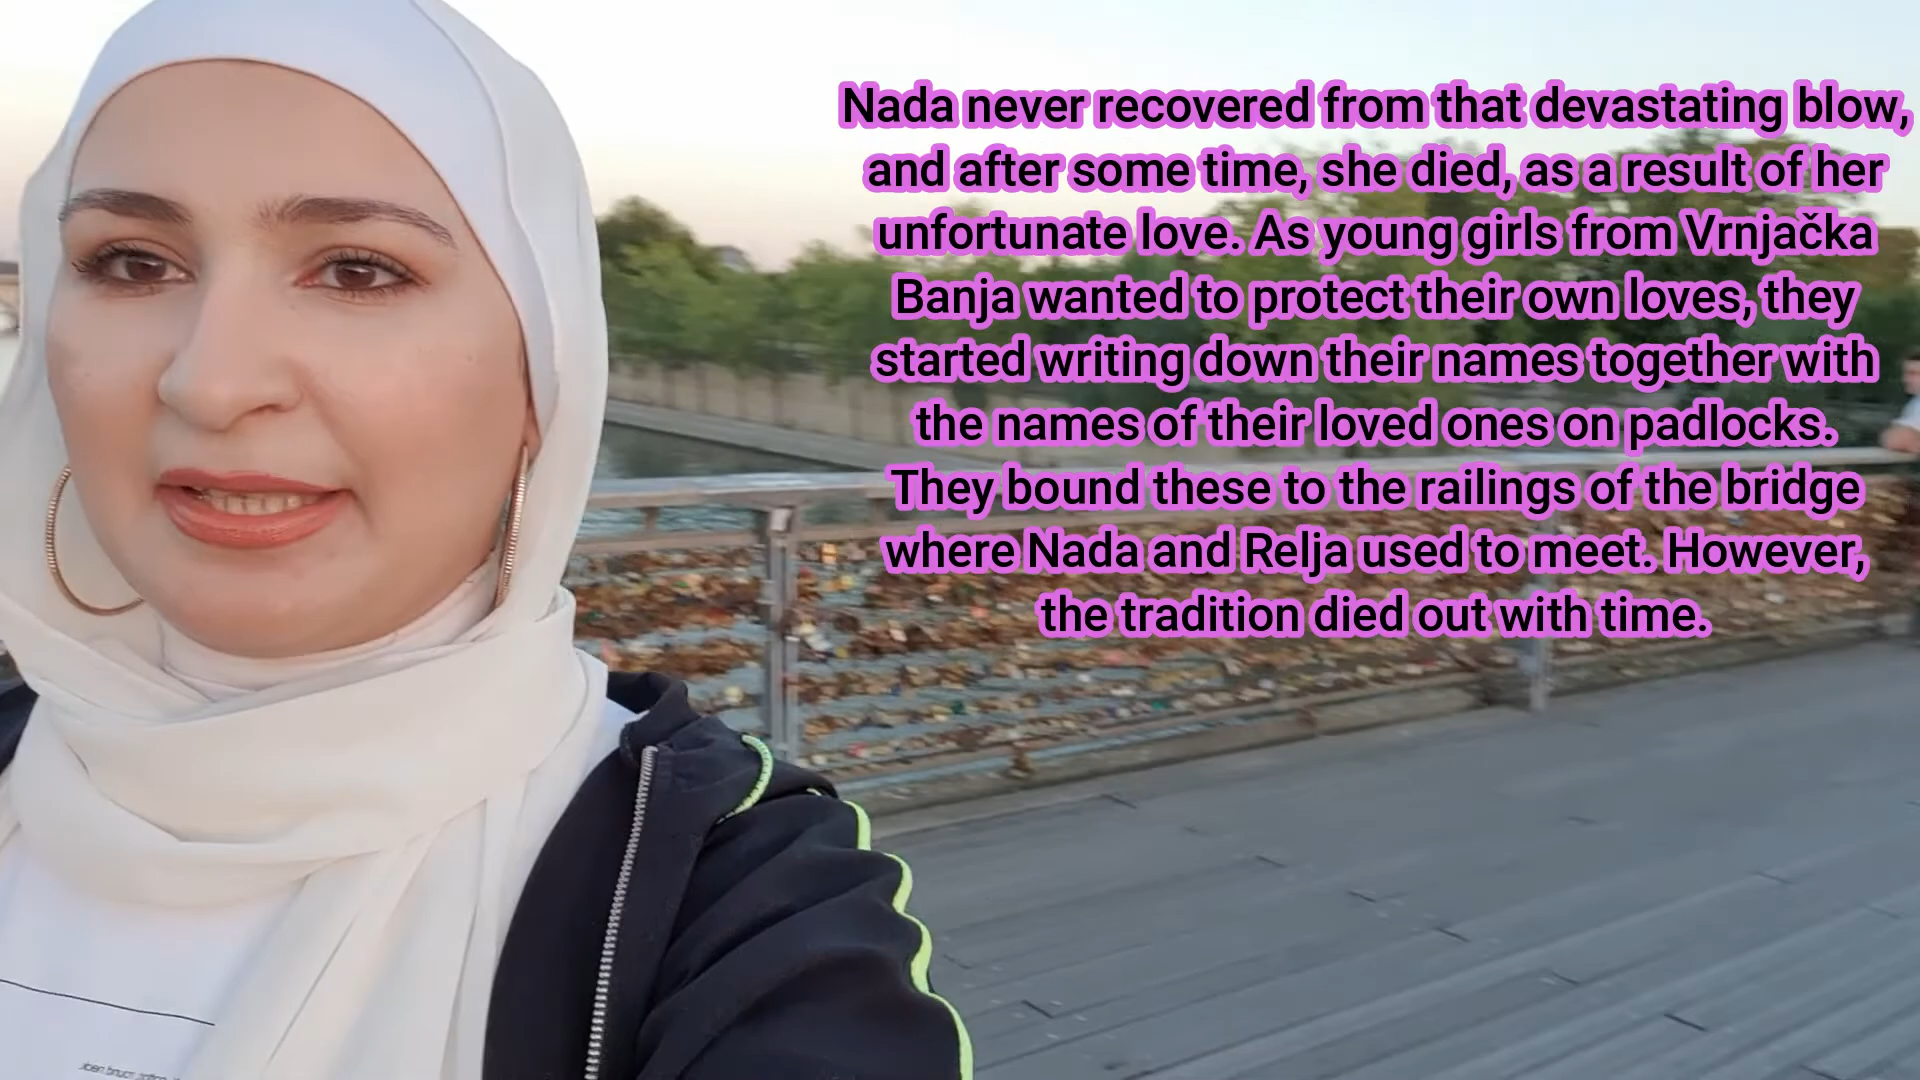 Nada never recovered from that devastating blow,
and after some time, she died, as a result of her
unfortunate love. As young girls from Vrnjačka
Banja wanted to protect their own loves, they
started writing down their names together with
the names of their loved ones on padlocks.
They bound these to the railings of the bridge
where Nada and Relja used to meet. However,
the tradition died out with time.